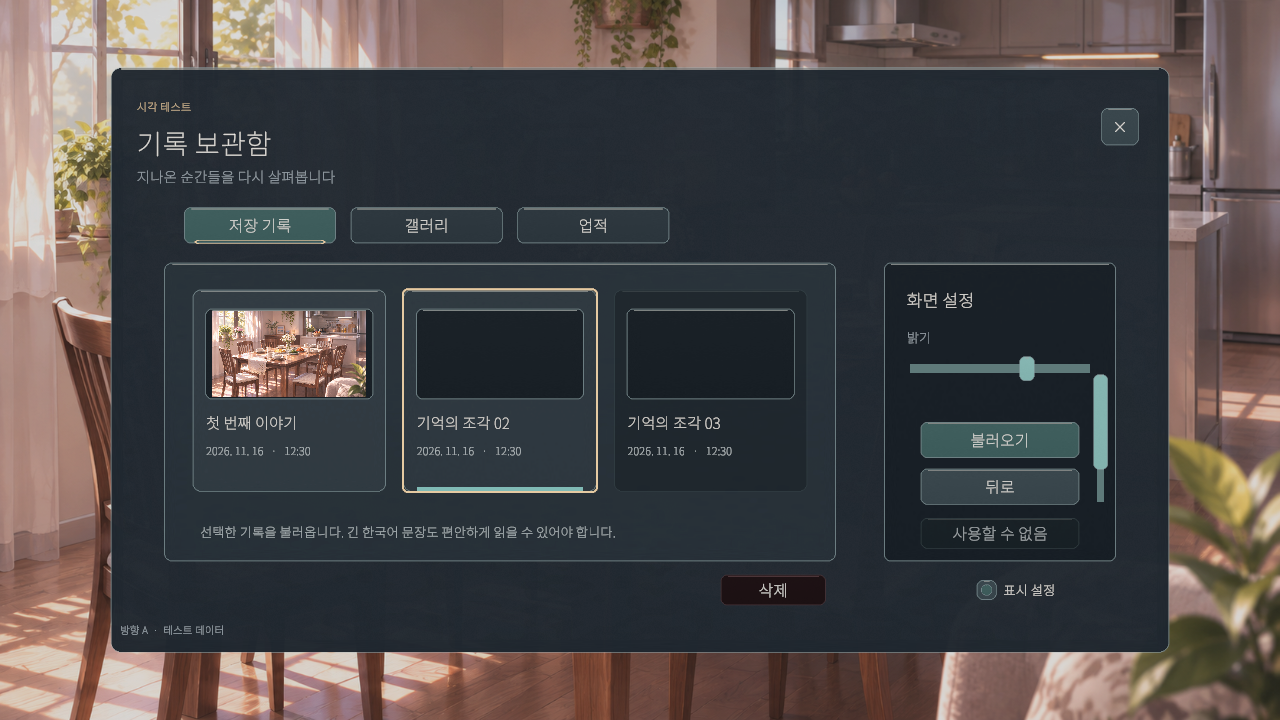 시각 테스트
기록 보관함
지나온 순간들을 다시 살펴봅니다
저장 기록
갤러리
업적
첫 번째 이야기
2026. 11. 16 · 12:30
기억의 조각 02
2026. 11. 16 · 12:30
기억의 조각 03
2026. 11. 16 · 12:30
선택한 기록을 불러옵니다. 긴 한국어 문장도 편안하게 읽을 수 있어야 합니다.
화면 설정
밝기
불러오기
뒤로
사용할 수 없음
삭제
표시 설정
방향 A · 테스트 데이터